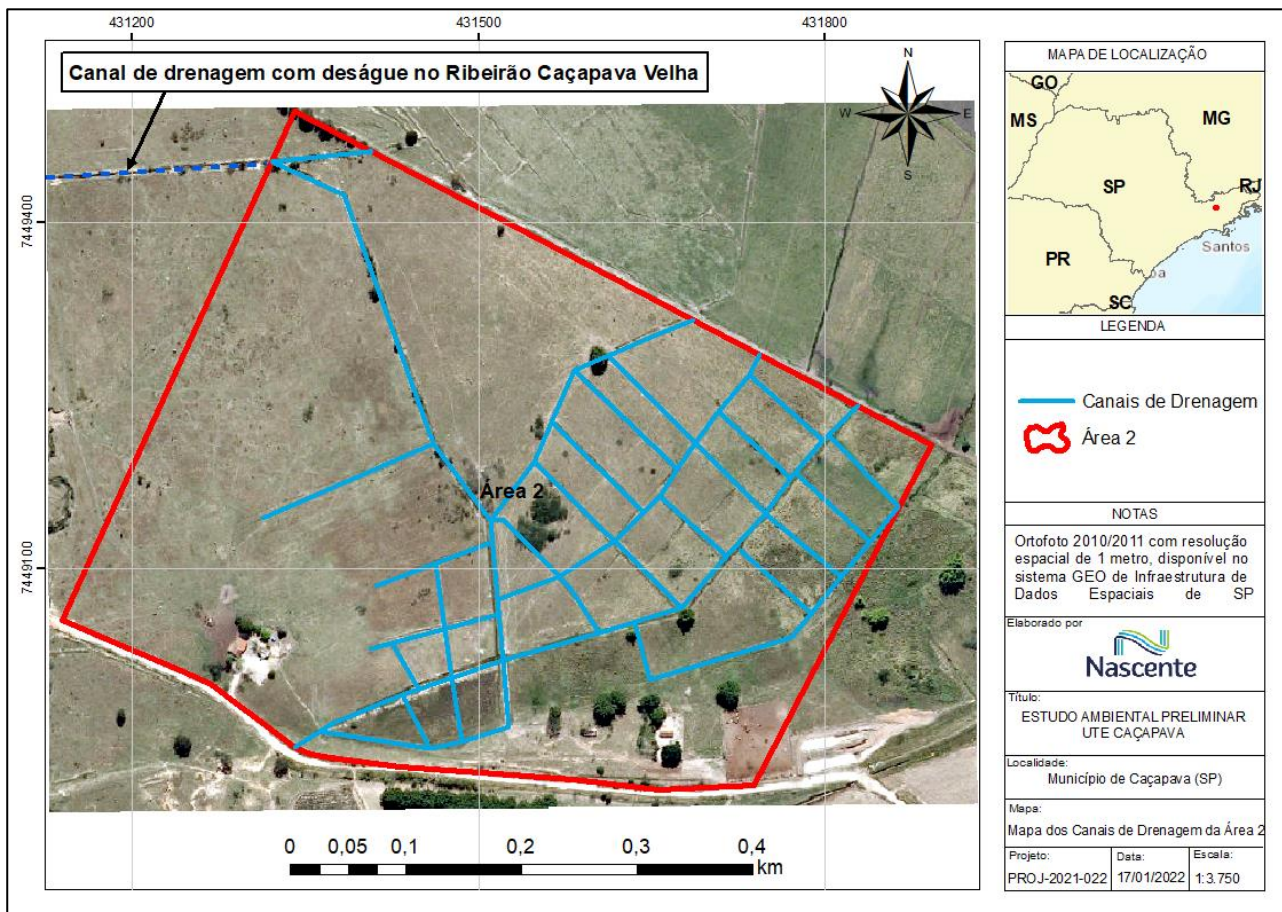 431200
431500
431800
Canal de drenagem com deságue no Ribeirão Caçapava Velha
N
W
E
S
7449400
7449100
Área 2
0
0,05
0,1
0,2
0,3
0,4
km
MAPA DE LOCALIZAÇÃO
GO
MS
MG
SP
RJ
PR
Santos
SC
LEGENDA
Canais de Drenagem
Área 2
NOTAS
Ortofoto 2010/2011 com resolução
espacial de 1 metro, disponível no
sistema GEO de Infraestrutura de
Dados Espaciais de SP
Elaborado por
Nascente
Título:
ESTUDO AMBIENTAL PRELIMINAR
UTE CAÇAPAVA
Localidade:
Município de Caçapava (SP)
Mapa:
Mapa dos Canais de Drenagem da Área 2
Projeto:
PROJ-2021-022
Data:
17/01/2022
Escala:
1:3.750